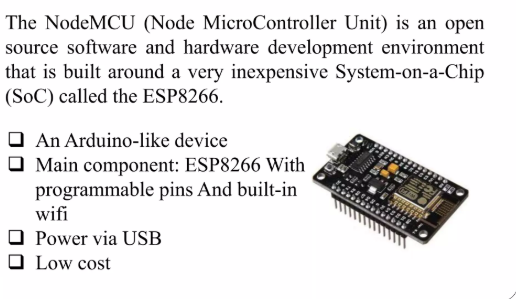 The NodeMCU (Node MicroController Unit) is an open
source software and hardware development environment
that is built around a very inexpensive System-on-a-Chip
(SoC) called the ESP8266.
❑ An Arduino-like device
❑ Main component: ESP8266 With
programmable pins And built-in
wifi
❑ Power via USB
❑ Low cost